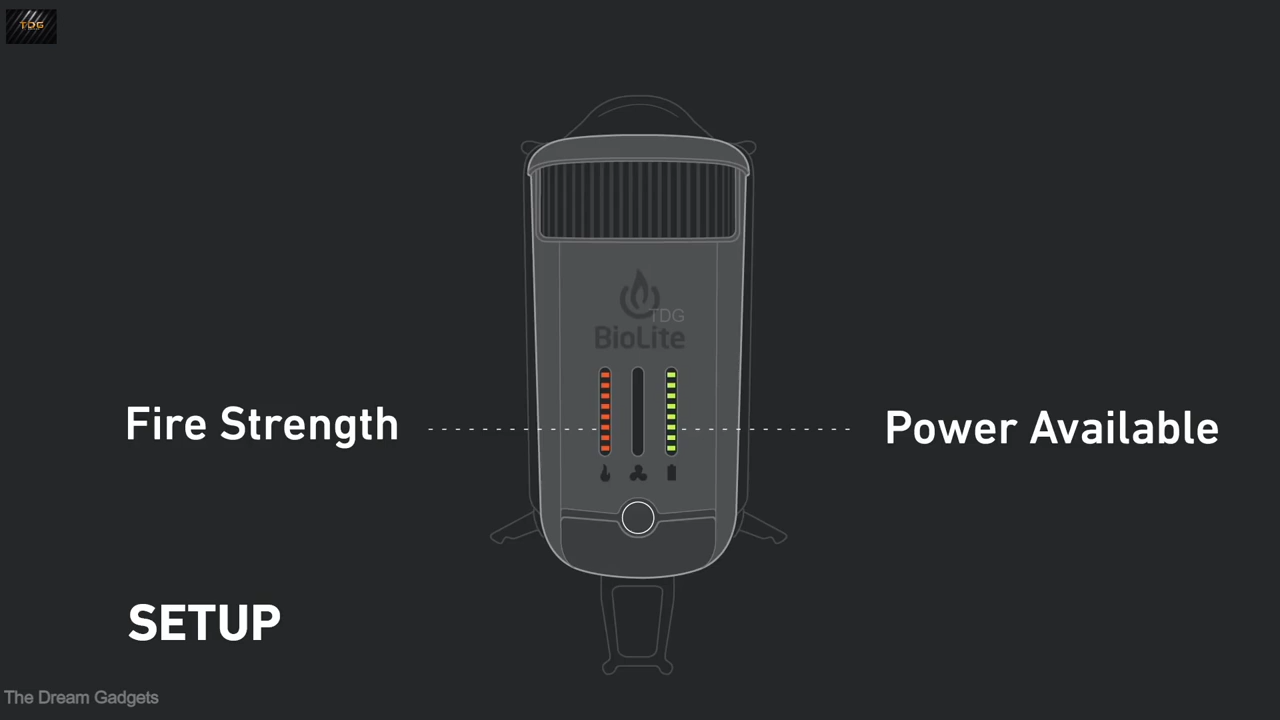 TDG
TDG
BioLite
Fire Strength
Power Available
SETUP
The Dream Gadgets